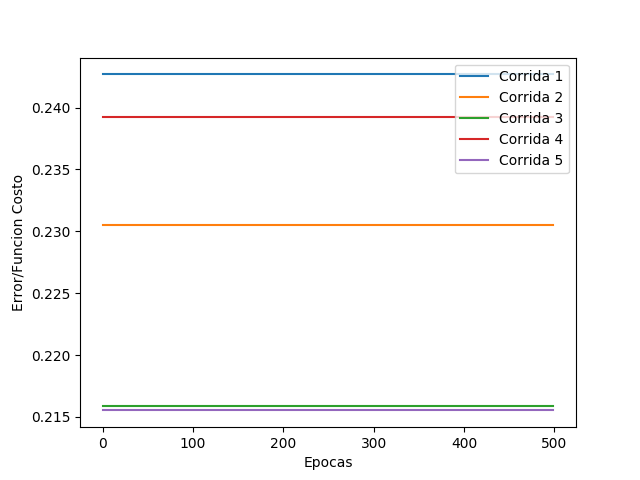 Error/Funcion Costo
0.240
0.235
0.230
0.225
0.220
0.215
Corrida 1
Corrida 2
Corrida 3
Corrida 4
Corrida 5
0 100 200 300 400 500
Epocas